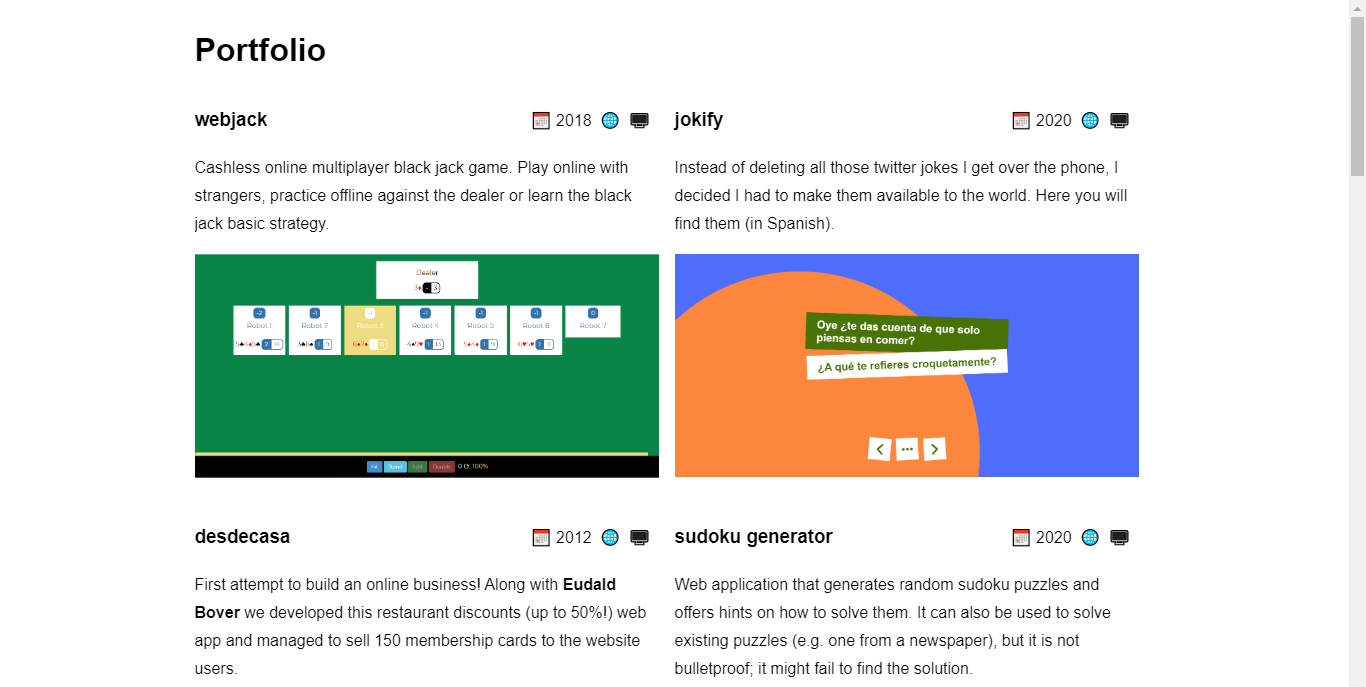 Portfolio
webjack
2018
Cashless online multiplayer black jack game. Play online with
strangers, practice offline against the dealer or learn the black
jack basic strategy.
Dealer
Robot 1
Robot 2
Robot 3
Robot 4
Robot 5
Robot 6
Robot 7
Hit
Stand
Split
Double
100%
jokify
2020
Instead of deleting all those twitter jokes I get over the phone, I
decided I had to make them available to the world. Here you will
find them (in Spanish).
Oye ¿te das cuenta de que solo
piensas en comer?
¿A qué te refieres croquetamente?
desdecasa
2012
First attempt to build an online business! Along with Eudald
Bover we developed this restaurant discounts (up to 50%!) web
app and managed to sell 150 membership cards to the website
users.
sudoku generator
2020
Web application that generates random sudoku puzzles and
offers hints on how to solve them. It can also be used to solve
existing puzzles (e.g. one from a newspaper), but it is not
bulletproof; it might fail to find the solution.